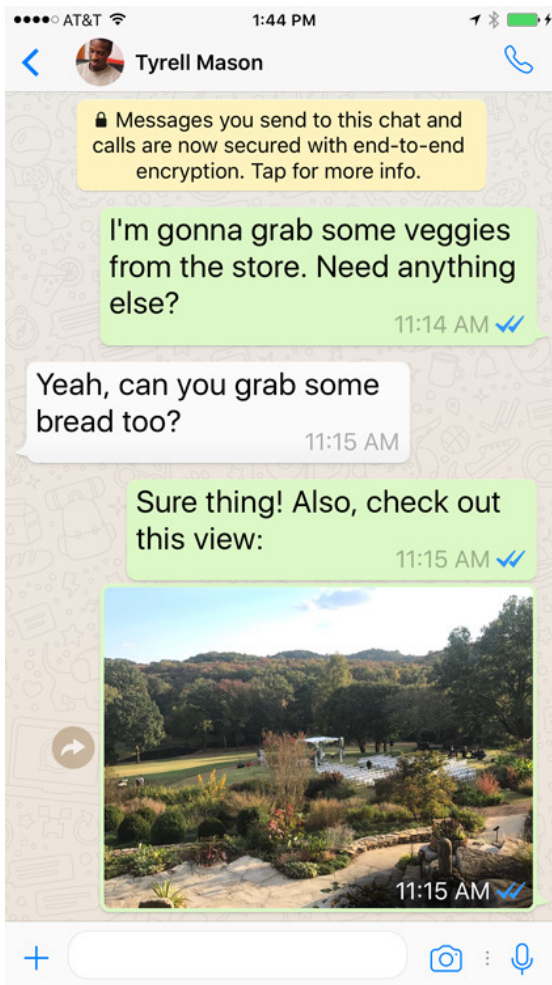 AT&T 1:44 PM
Tyrell Mason
Messages you send to this chat and
calls are now secured with end-to-end
encryption. Tap for more info.
I'm gonna grab some veggies
from the store. Need anything
else?
11:14 AM
Yeah, can you grab some
bread too?
11:15 AM
Sure thing! Also, check out
this view:
11:15 AM
11:15 AM